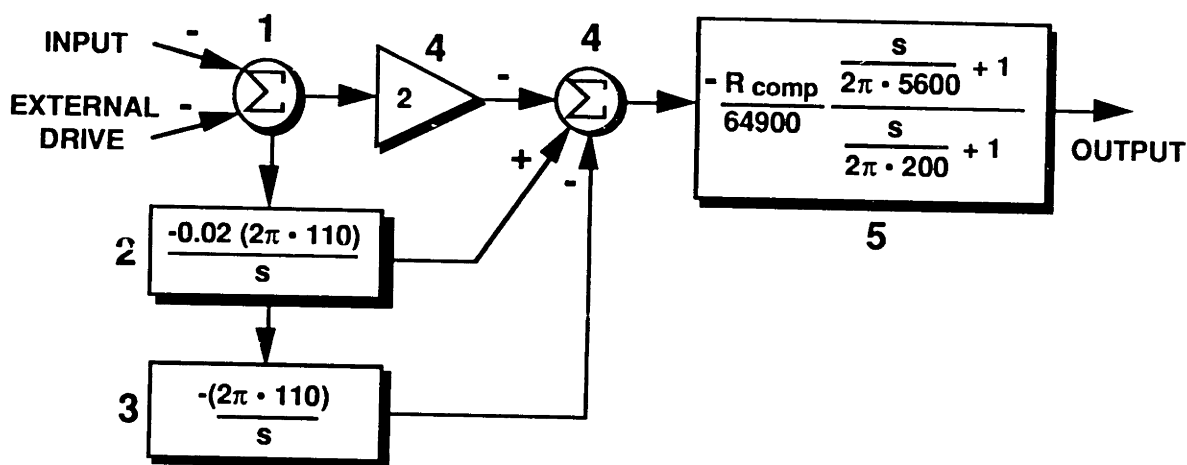 1
4
4
INPUT
-
EXTERNAL
DRIVE
-
Σ
2
-
Σ
+
-
- R comp
64900
s
2π • 5600
+ 1
s
2π • 200
+ 1
OUTPUT
5
2
-0.02 (2π • 110)
s
3
-(2π • 110)
s